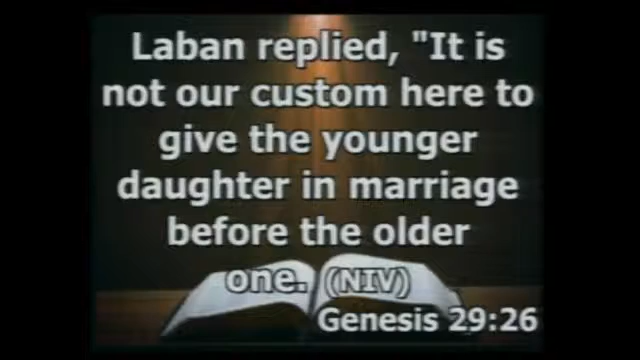 Laban replied, "It is
not our custom here to
give the younger
daughter in marriage
before the older
one. (NIV)
Genesis 29:26